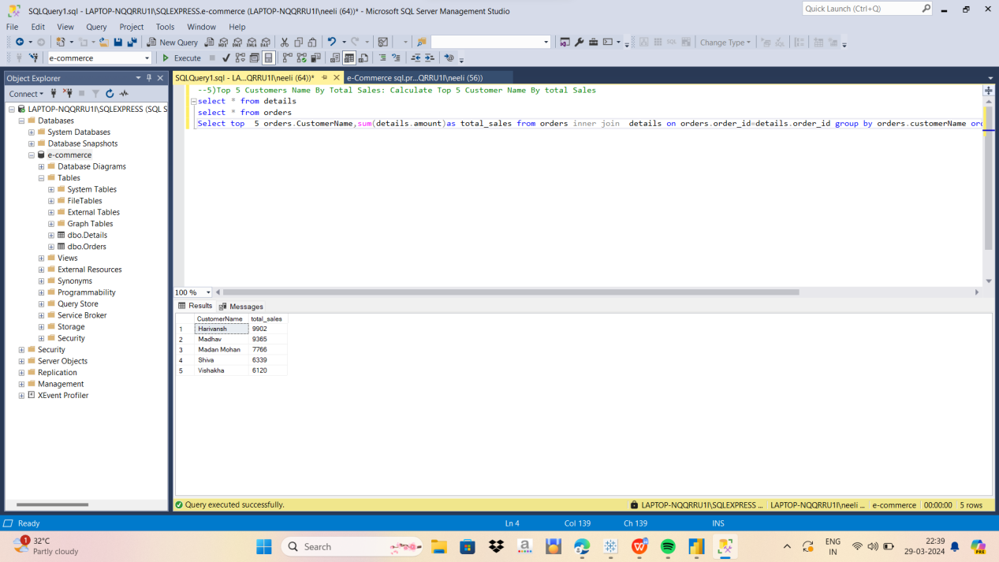 SQLQuery1.sql - LAPTOP-NQQRRU1I\SQLEXPRESS.e-commerce (LAPTOP-NQQRRU1I\neeli (64))* - Microsoft SQL Server Management Studio
Quick Launch (Ctrl+Q)
File Edit View Query Project Tools Window Help
New Query
Change Type
e-commerce Execute
Object Explorer
SQLQuery1.sql - LA...QRRU1I\neeli (64))*
e-Commerce sql.pr...QRRU1I\neeli (56))
Connect
LAPTOP-NQQRRU1I\SQLEXPRESS (SQL S
Databases
System Databases
Database Snapshots
e-commerce
Database Diagrams
Tables
System Tables
FileTables
External Tables
Graph Tables
dbo.Details
dbo.Orders
Views
External Resources
Synonyms
Programmability
Query Store
Service Broker
Storage
Security
Security
Server Objects
Replication
Management
XEvent Profiler
--5)Top 5 Customers Name By Total Sales: Calculate Top 5 Customer Name By total Sales
select * from details
select * from orders
Select top  5 orders.CustomerName,sum(details.amount)as total_sales from orders inner join  details on orders.order_id=details.order_id group by orders.customerName ord
100 %
Results Messages
CustomerName total_sales
1 Harivansh 9902
2 Madhav 9365
3 Madan Mohan 7766
4 Shiva 6339
5 Vishakha 6120
Query executed successfully.
LAPTOP-NQQRRU1I\SQLEXPRESS ... LAPTOP-NQQRRU1I\neeli ... e-commerce 00:00:00 5 rows
Ready Ln 4 Col 139 Ch 139 INS
1
32°C
Partly cloudy
Search
ENG
IN
22:39
29-03-2024
PRE